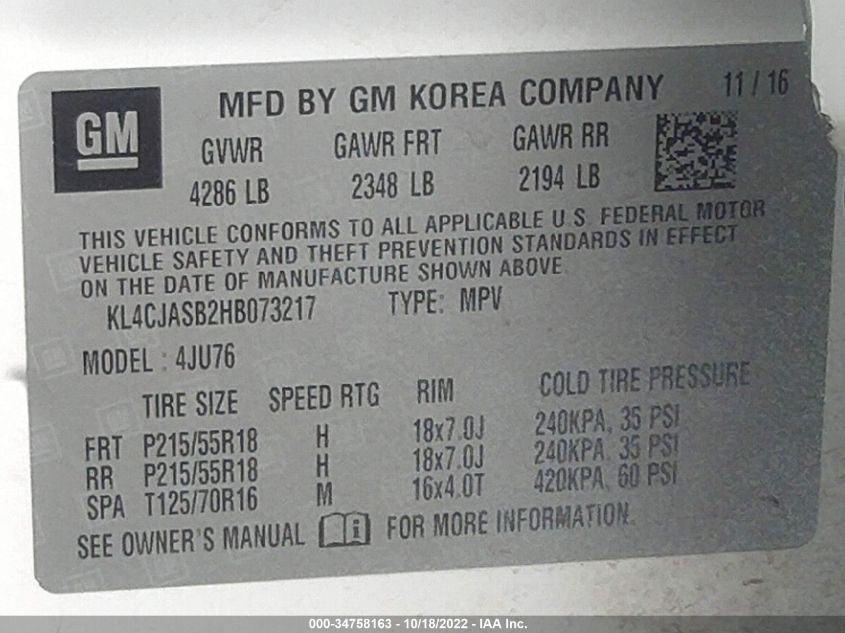 GM
MFD BY GM KOREA COMPANY 11 / 16
GVWR GAWR FRT GAWR RR
4286 LB 2348 LB 2194 LB
THIS VEHICLE CONFORMS TO ALL APPLICABLE U.S. FEDERAL MOTOR
VEHICLE SAFETY AND THEFT PREVENTION STANDARDS IN EFFECT
ON THE DATE OF MANUFACTURE SHOWN ABOVE.
KL4CJASB2HB073217 TYPE: MPV
MODEL : 4JU76
TIRE SIZE SPEED RTG RIM COLD TIRE PRESSURE
FRT P215/55R18 H 18x7.0J 240KPA, 35 PSI
RR P215/55R18 H 18x7.0J 240KPA, 35 PSI
SPA T125/70R16 M 16x4.0T 420KPA, 60 PSI
SEE OWNER'S MANUAL i FOR MORE INFORMATION.
000-34758163 - 10/18/2022 - IAA Inc.